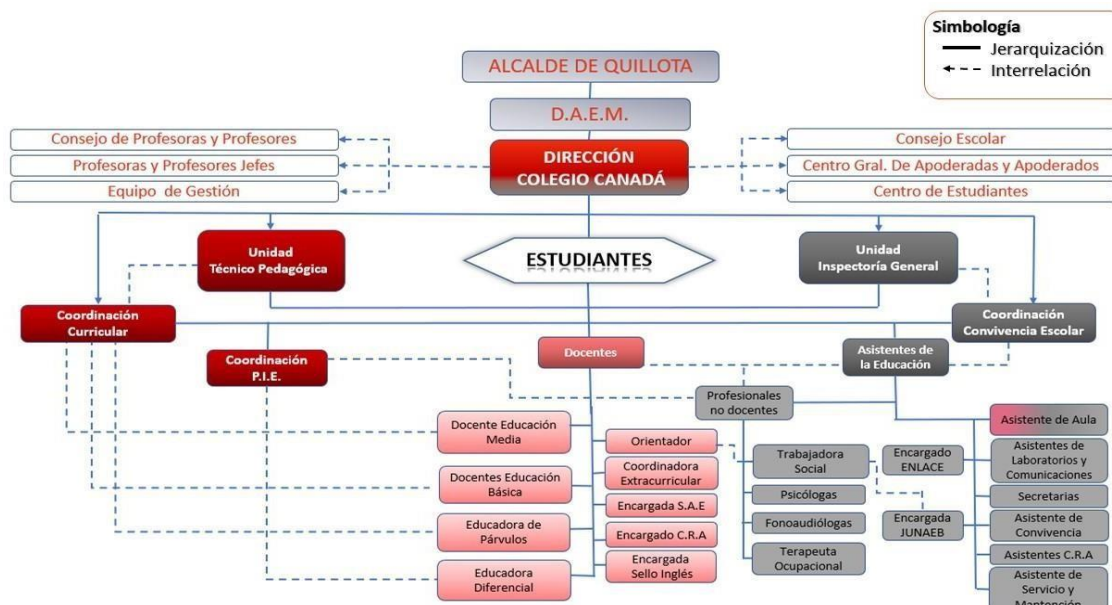 Simbología
Jerarquización
Interrelación
ALCALDE DE QUILLOTA
D.A.E.M.
DIRECCIÓN
COLEGIO CANADÁ
Consejo de Profesoras y Profesores
Profesoras y Profesores Jefes
Equipo de Gestión
Consejo Escolar
Centro Gral. De Apoderadas y Apoderados
Centro de Estudiantes
Unidad
Técnico Pedagógica
ESTUDIANTES
Unidad
Inspectoría General
Coordinación
Curricular
Coordinación
Convivencia Escolar
Coordinación
P.I.E.
Docentes
Asistentes de
la Educación
Profesionales
no docentes
Docente Educación
Media
Docentes Educación
Básica
Educadora de
Párvulos
Educadora
Diferencial
Orientador
Coordinadora
Extracurricular
Encargada S.A.E
Encargado C.R.A
Encargada
Sello Inglés
Trabajadora
Social
Psicólogas
Fonoaudiólogas
Terapeuta
Ocupacional
Encargado
ENLACE
Encargada
JUNAEB
Asistente de Aula
Asistentes de
Laboratorios y
Comunicaciones
Secretarias
Asistente de
Convivencia
Asistentes C.R.A
Asistente de
Servicio y
Mantención